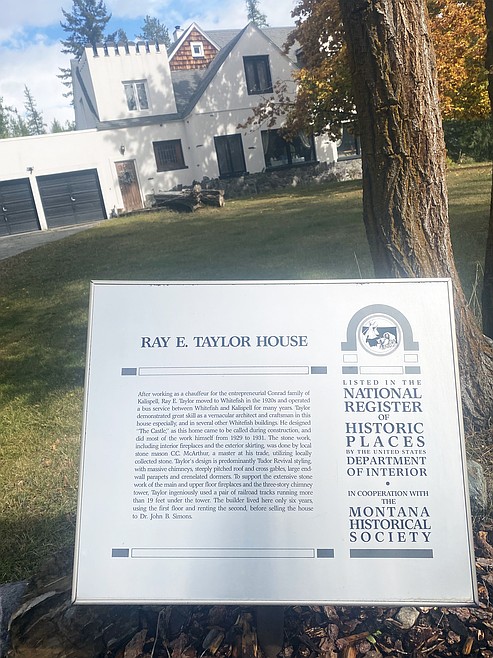 RAY E. TAYLOR HOUSE
After working as a chauffeur for the entrepreneurial Conrad family of
Kalispell, Ray E. Taylor moved to Whitefish in the 1920s and operated
a bus service between Whitefish and Kalispell for many years. Taylor
demonstrated great skill as a vernacular architect and craftsman in this
house especially, and in several other Whitefish buildings. He designed
"The Castle," as this home came to be called during construction, and
did most of the work himself from 1929 to 1931. The stone work,
including interior fireplaces and the exterior skirting, was done by local
stone mason C.C. McArthur, a master at his trade, utilizing locally
collected stone. Taylor's design is predominantly Tudor Revival styling,
with massive chimneys, steeply pitched roof and cross gables, large end
wall parapets and crenelated dormers. To support the extensive stone
work of the main and upper floor fireplaces and the three-story chimney
tower, Taylor ingeniously used a pair of railroad tracks running more
than 19 feet under the tower. The builder lived here only six years,
using the first floor and renting the second, before selling the house
to Dr. John B. Simons.
LISTED IN THE
NATIONAL
REGISTER
OF
HISTORIC
PLACES
BY THE UNITED STATES
DEPARTMENT
OF INTERIOR
•
IN COOPERATION WITH
THE
MONTANA
HISTORICAL
SOCIETY